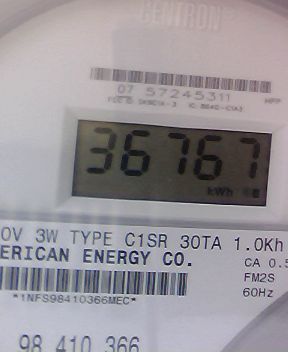 CENTRON
07 57245311
36767
kWh
0V 3W TYPE C1SR 30TA 1.0Kh
ERICAN ENERGY CO.
CA 0.5
FM2S
60Hz
*1NFS98410366MEC*
98 410 366